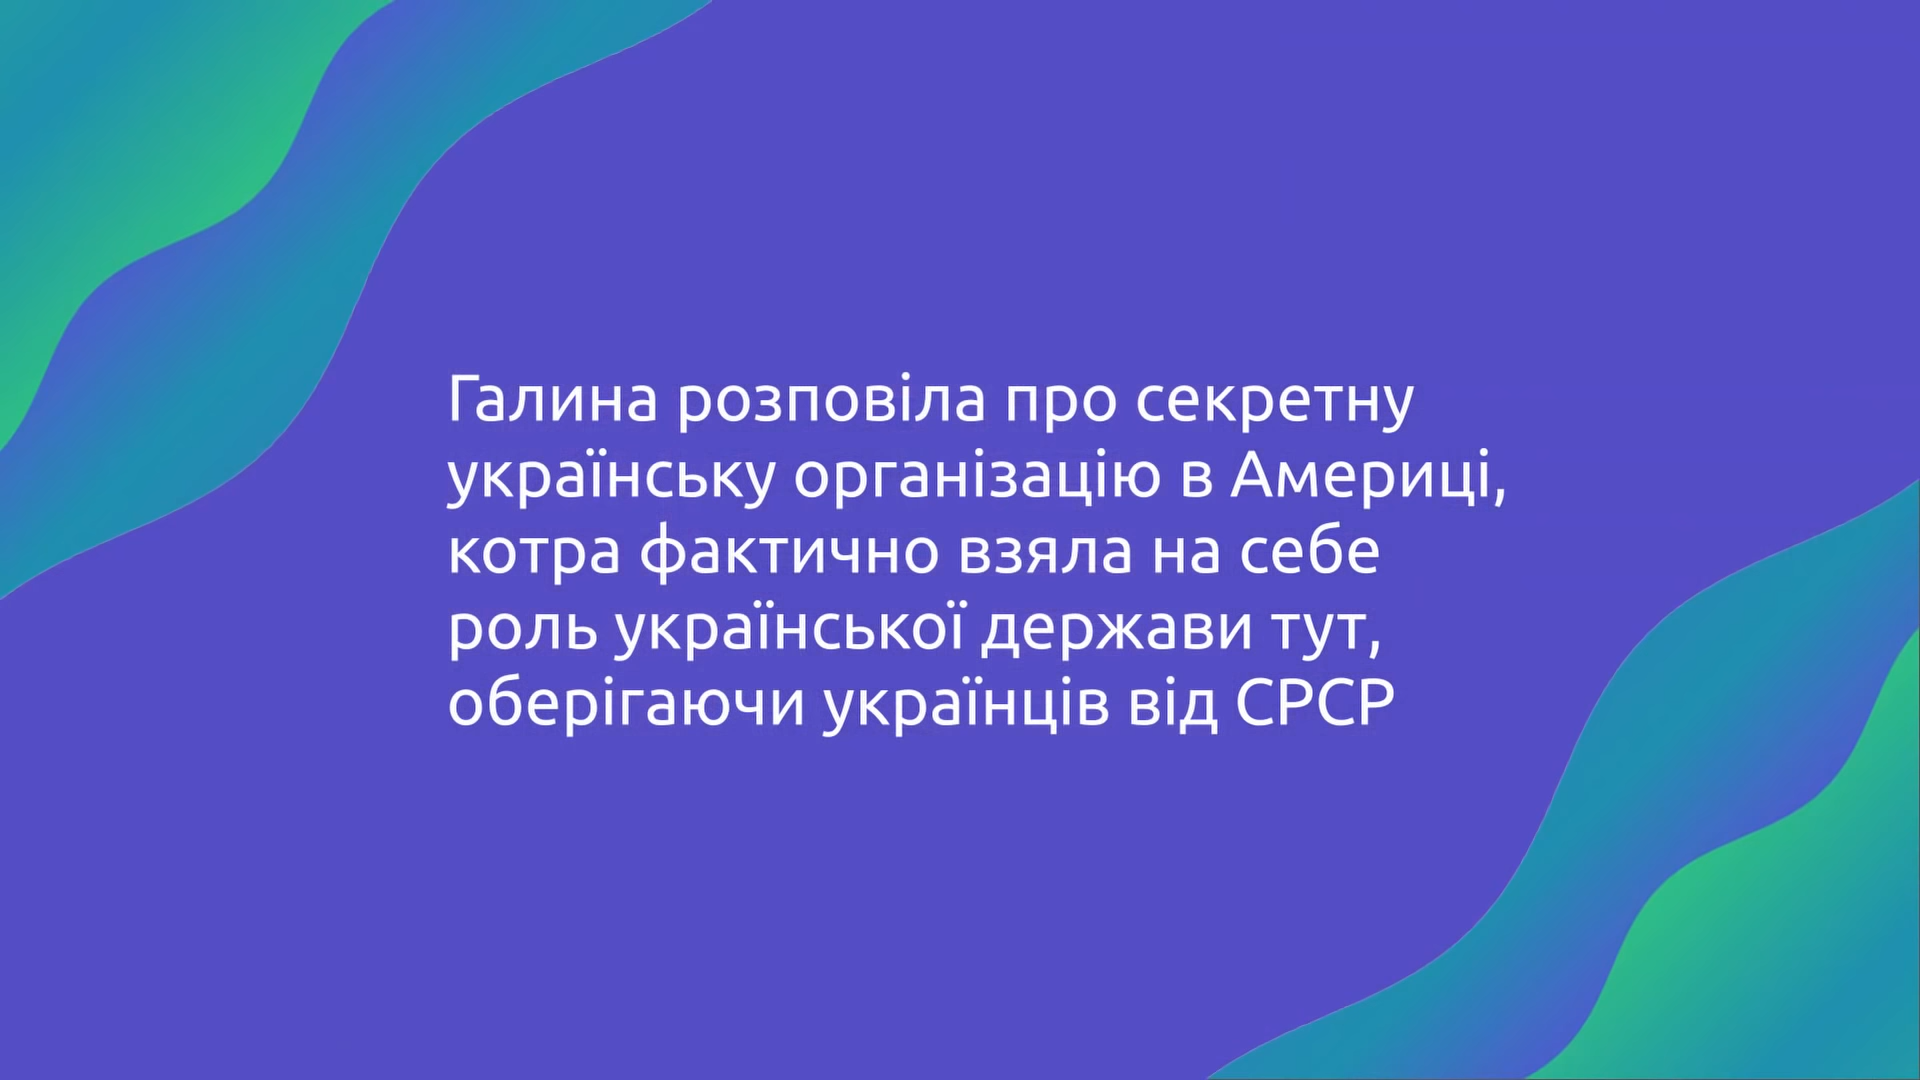 Галина розповіла про секретну
українську організацію в Америці,
котра фактично взяла на себе
роль української держави тут,
оберігаючи українців від СРСР